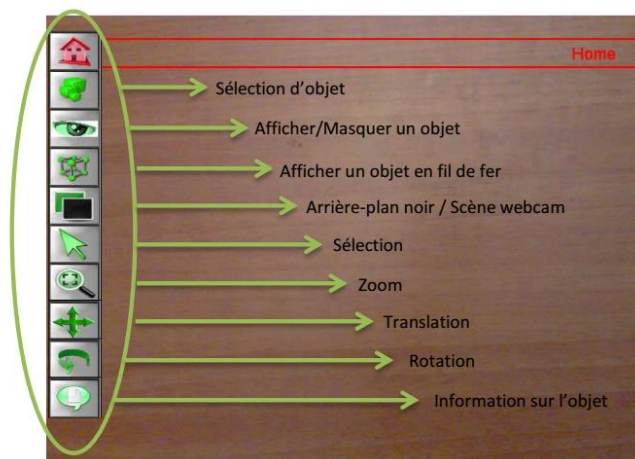 Home
Sélection d'objet
Afficher/Masquer un objet
Afficher un objet en fil de fer
Arrière-plan noir / Scène webcam
Sélection
Zoom
Translation
Rotation
Information sur l'objet